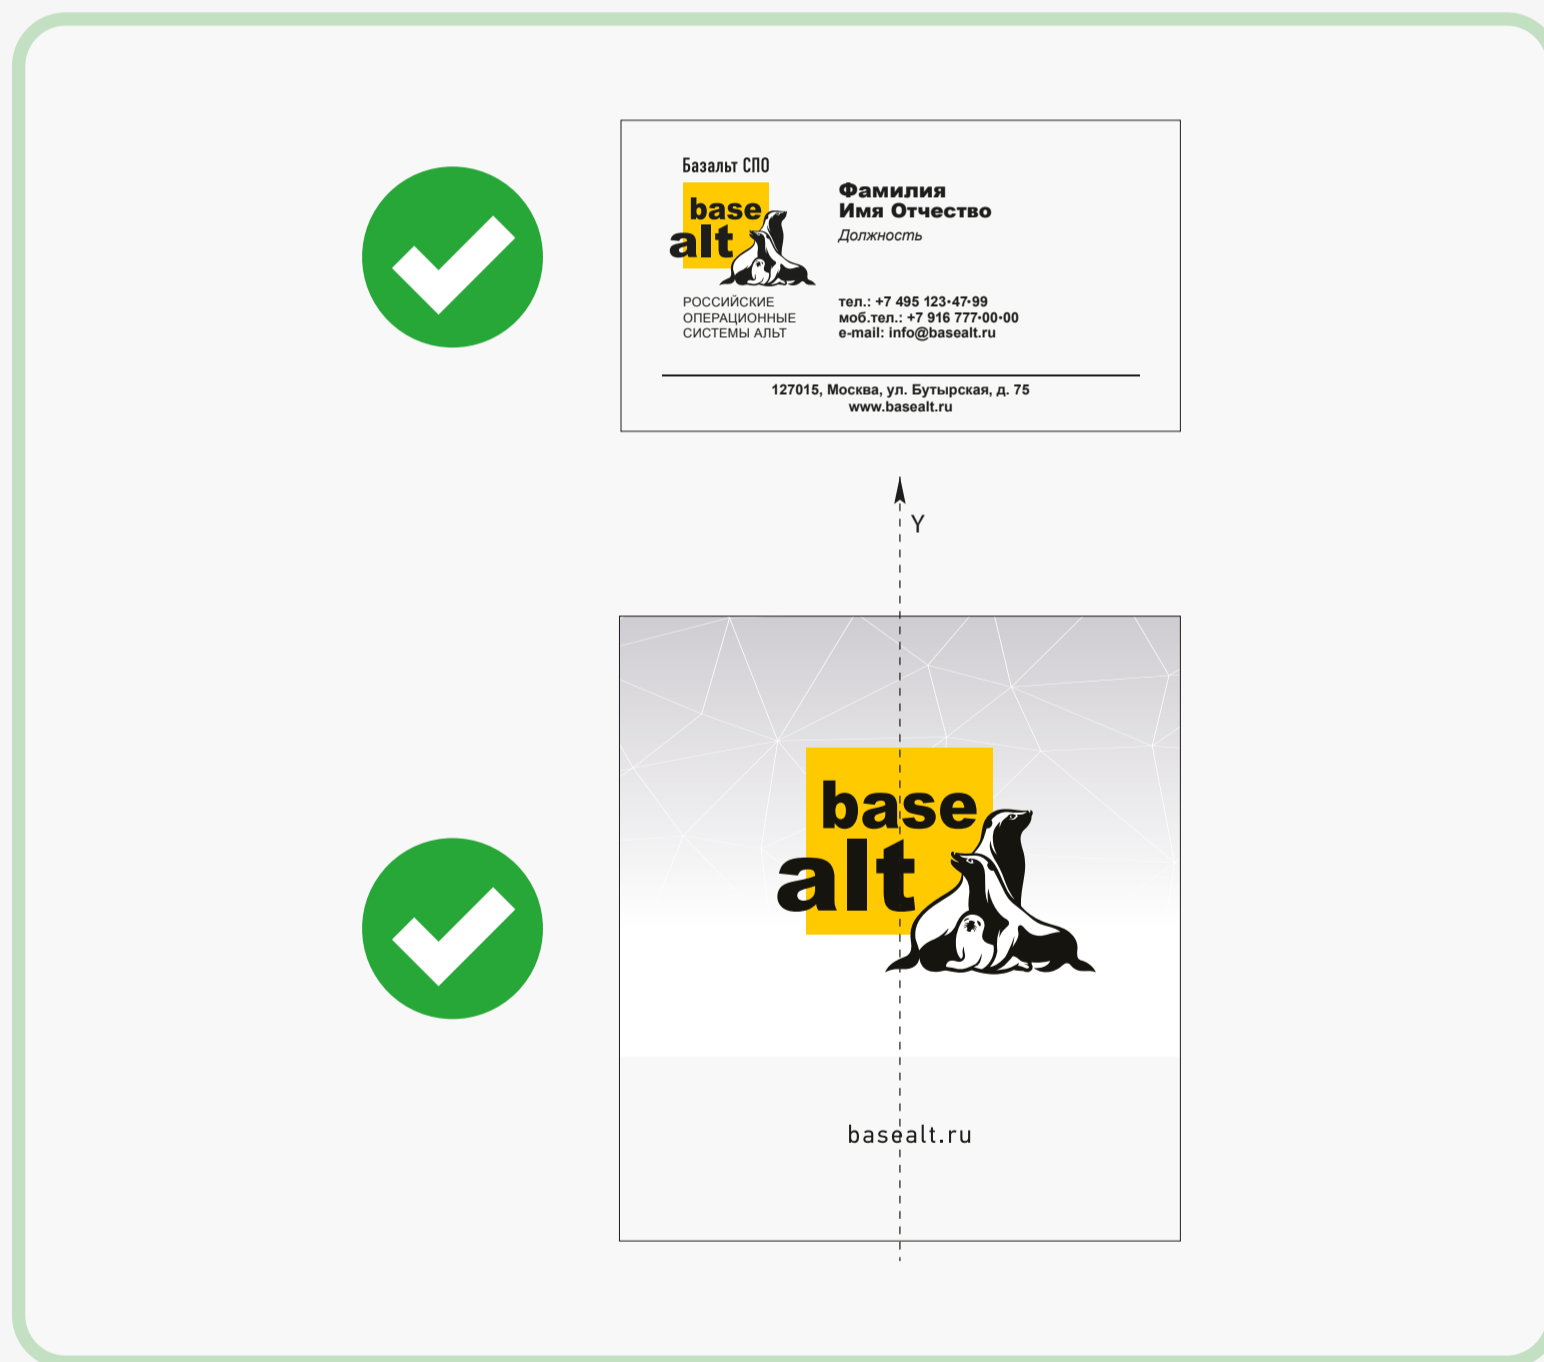 Базальт СПО
base
alt
РОССИЙСКИЕ
ОПЕРАЦИОННЫЕ
СИСТЕМЫ АЛЬТ
Фамилия
Имя Отчество
Должность
тел.: +7 495 123•47•99
моб.тел.: +7 916 777•00•00
e-mail: info@basealt.ru
127015, Москва, ул. Бутырская, д. 75
www.basealt.ru
Y
base
alt
basealt.ru